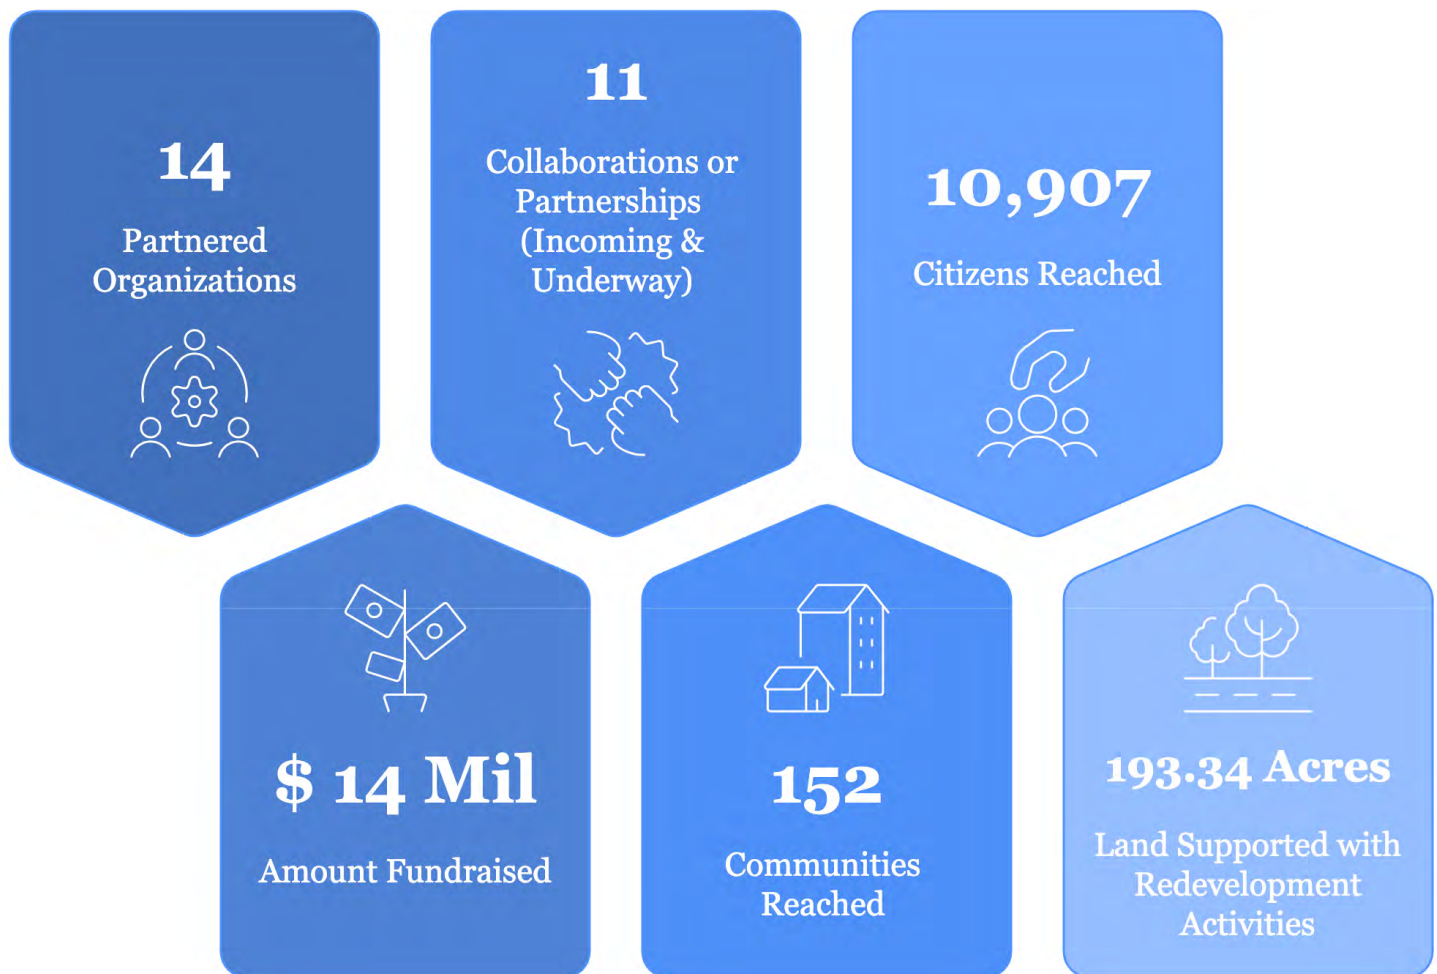 14
Partnered
Organizations
11
Collaborations or
Partnerships
(Incoming &
Underway)
10,907
Citizens Reached
$ 14 Mil
Amount Fundraised
152
Communities
Reached
193.34 Acres
Land Supported with
Redevelopment
Activities